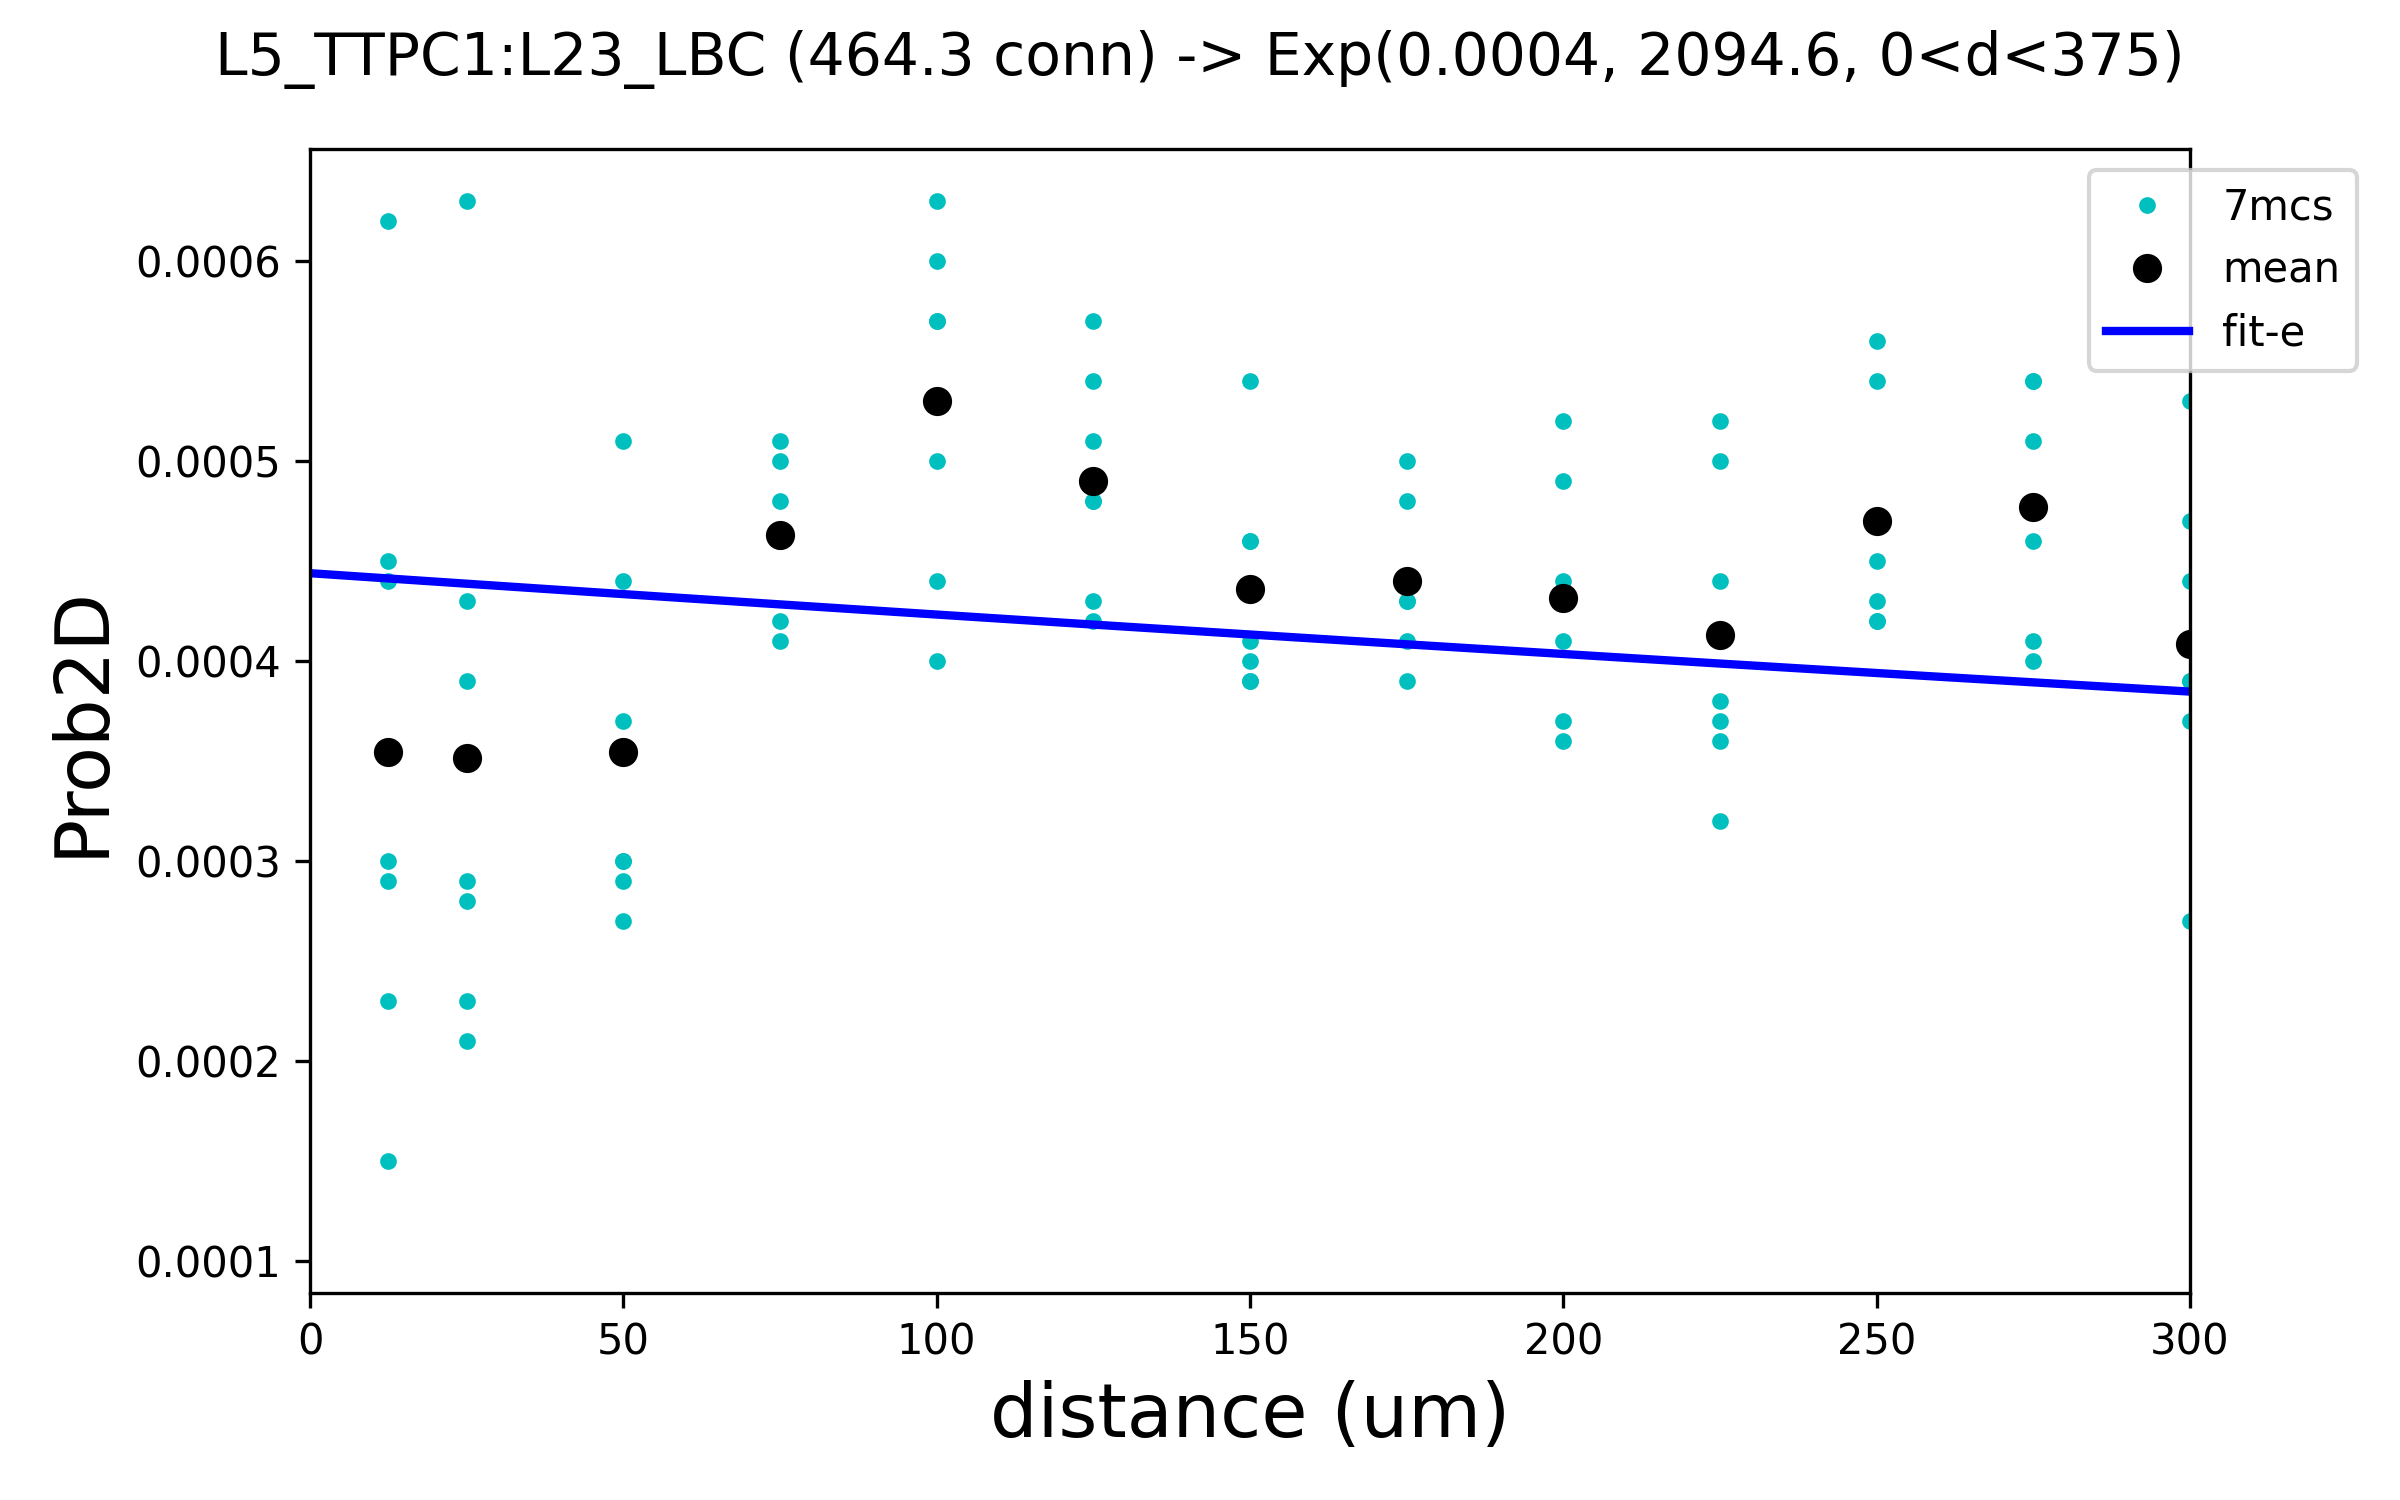 L5_TTPC1:L23_LBC (464.3 conn) -> Exp(0.0004, 2094.6, 0<d<375)
7mcs
mean
fit-e
0.0006
0.0005
0.0004
0.0003
0.0002
0.0001
Prob2D
0 50 100 150 200 250 300
distance (um)